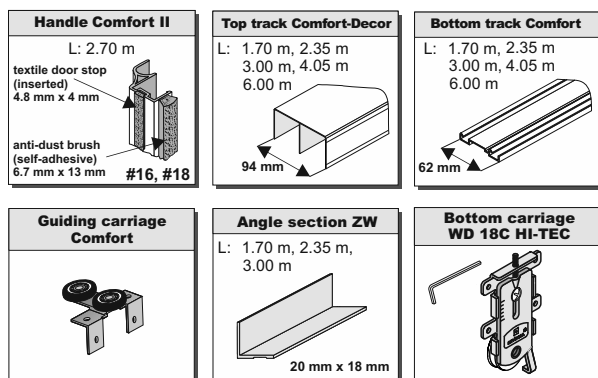 Handle Comfort II
L: 2.70 m
textile door stop
(inserted)
4.8 mm x 4 mm
anti-dust brush
(self-adhesive)
6.7 mm x 13 mm
#16, #18
Top track Comfort-Decor
L: 1.70 m, 2.35 m
3.00 m, 4.05 m
6.00 m
94 mm
Bottom track Comfort
L: 1.70 m, 2.35 m
3.00 m, 4.05 m
6.00 m
62 mm
Guiding carriage
Comfort
Angle section ZW
L: 1.70 m, 2.35 m,
3.00 m
20 mm x 18 mm
Bottom carriage
WD 18C HI-TEC